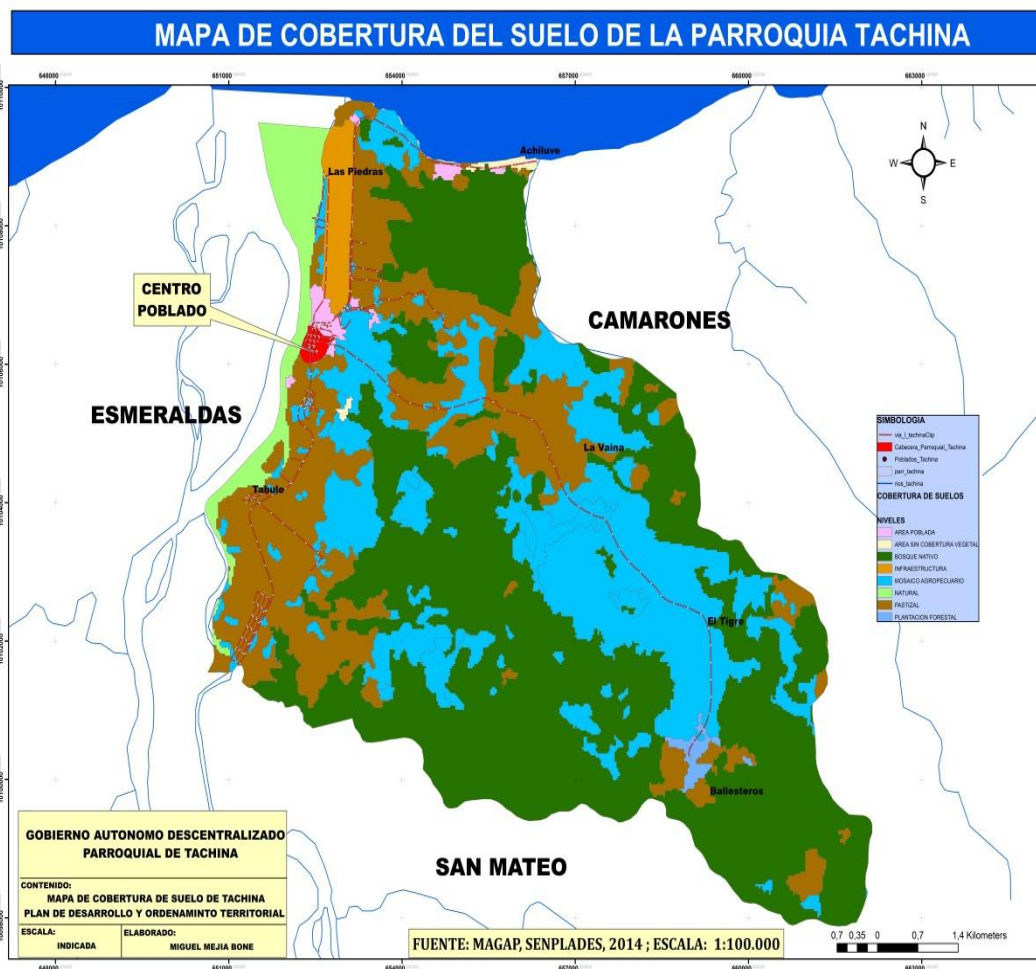 MAPA DE COBERTURA DEL SUELO DE LA PARROQUIA TACHINA
648000 651000 654000 657000 660000 663000
N
W E
S
Achiluve
Las Piedras
CENTRO
POBLADO
CAMARONES
ESMERALDAS
La Vaina
Tabule
El Tigre
Ballesteros
SAN MATEO
SIMBOLOGIA
via_l_tachinaClip
Cabecera_Parroquial_Tachina
Poblados_Tachina
parr_tachina
rios_tachina
COBERTURA DE SUELOS
NIVELES
AREA POBLADA
AREA SIN COBERTURA VEGETAL
BOSQUE NATIVO
INFRAESTRUCTURA
MOSAICO AGROPECUARIO
NATURAL
PASTIZAL
PLANTACION FORESTAL
GOBIERNO AUTONOMO DESCENTRALIZADO
PARROQUIAL DE TACHINA
CONTENIDO:
MAPA DE COBERTURA DE SUELO DE TACHINA
PLAN DE DESARROLLO Y ORDENAMINTO TERRITORIAL
ESCALA:
INDICADA
ELABORADO:
MIGUEL MEJIA BONE
FUENTE: MAGAP, SENPLADES, 2014 ; ESCALA: 1:100.000
0,7 0,35 0 0,7 1,4 Kilometers